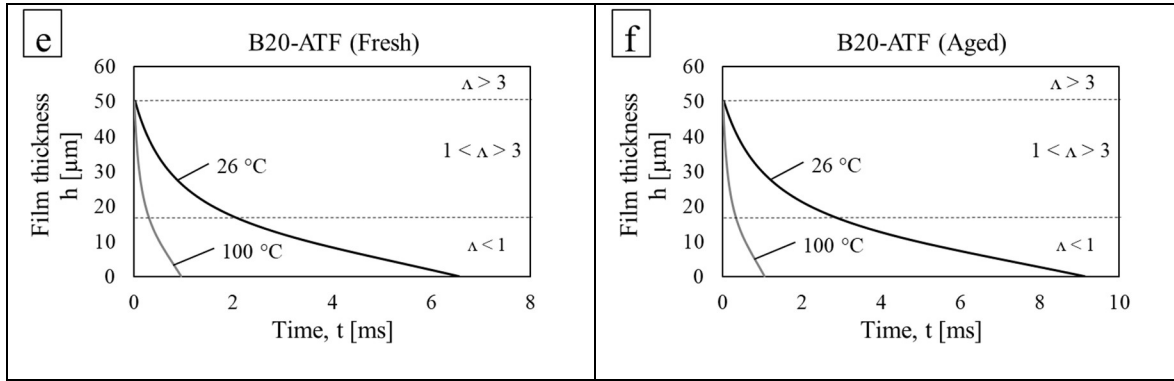 e
B20-ATF (Fresh)
Film thickness
h [µm]
60
50
40
30
20
10
0
ʌ > 3
1 < ʌ > 3
ʌ < 1
26 °C
100 °C
0 2 4 6 8
Time, t [ms]
f
B20-ATF (Aged)
Film thickness
h [µm]
60
50
40
30
20
10
0
ʌ > 3
1 < ʌ > 3
ʌ < 1
26 °C
100 °C
0 2 4 6 8 10
Time, t [ms]